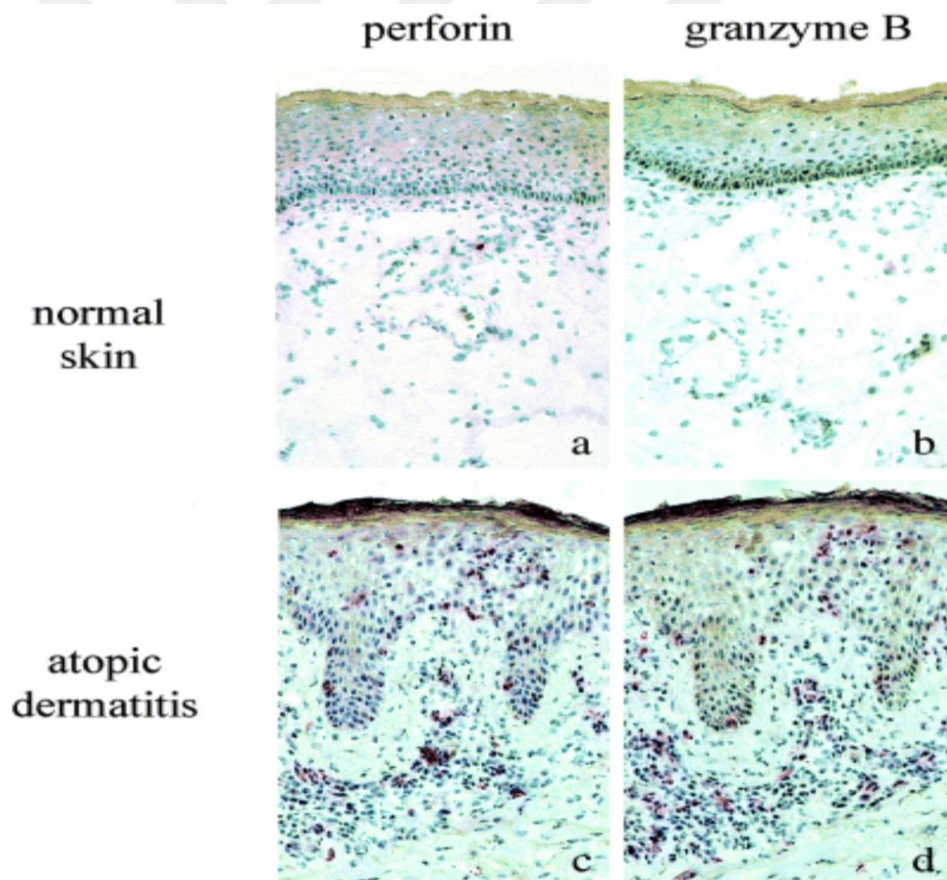 perforin
granzyme B
normal
skin
a
b
atopic
dermatitis
c
d